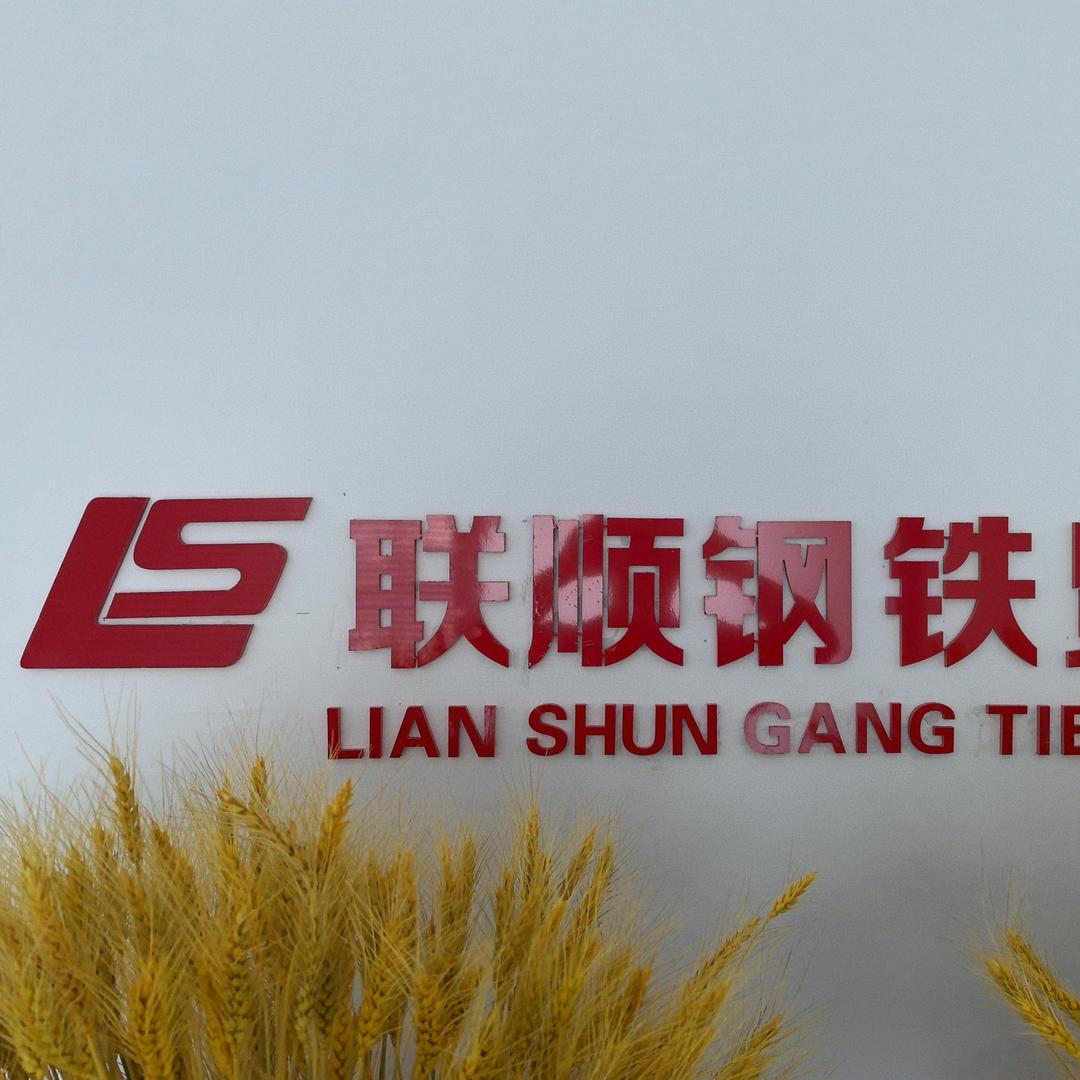 LS 联顺钢铁
LIAN SHUN GANG TIE